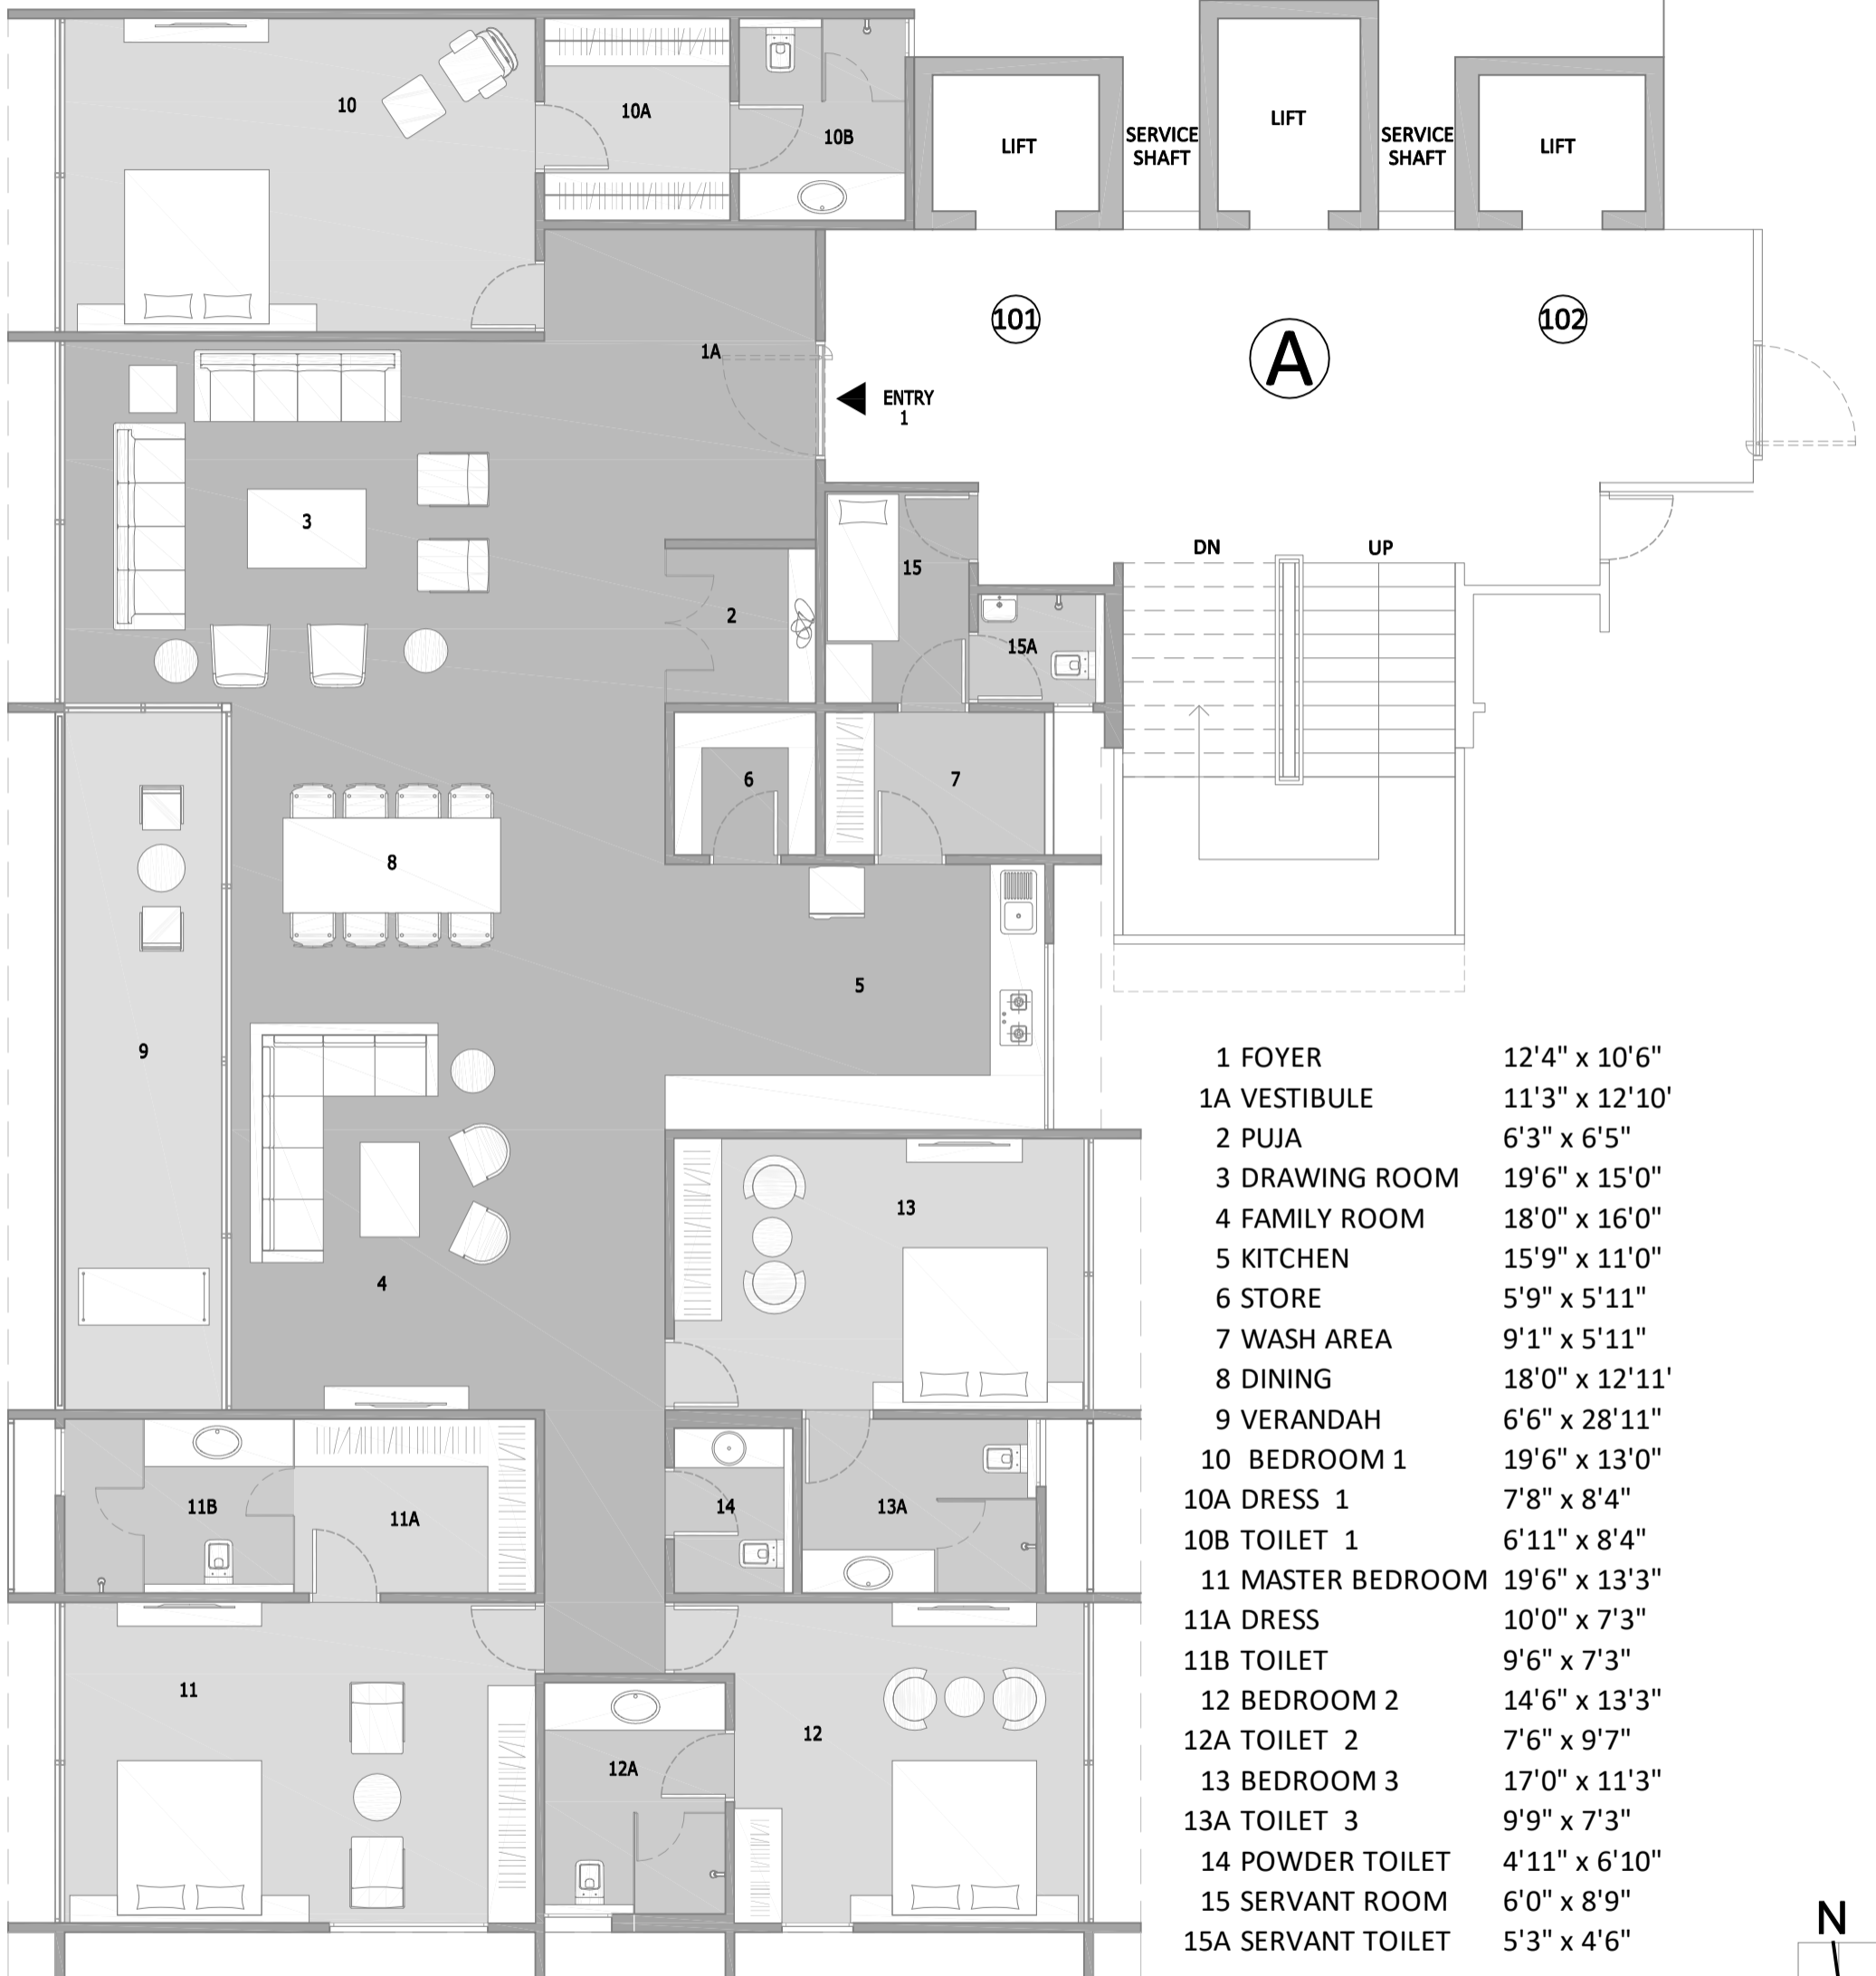 10
10A
10B
LIFT
SERVICE
SHAFT
LIFT
SERVICE
SHAFT
LIFT
101
A
102
1A
ENTRY
1
3
2
15
15A
DN
UP
6
7
8
5
9
4
13
11B
11A
14
13A
11
12A
12
1 FOYER 12'4" x 10'6"
1A VESTIBULE 11'3" x 12'10'
2 PUJA 6'3" x 6'5"
3 DRAWING ROOM 19'6" x 15'0"
4 FAMILY ROOM 18'0" x 16'0"
5 KITCHEN 15'9" x 11'0"
6 STORE 5'9" x 5'11"
7 WASH AREA 9'1" x 5'11"
8 DINING 18'0" x 12'11'
9 VERANDAH 6'6" x 28'11"
10 BEDROOM 1 19'6" x 13'0"
10A DRESS 1 7'8" x 8'4"
10B TOILET 1 6'11" x 8'4"
11 MASTER BEDROOM 19'6" x 13'3"
11A DRESS 10'0" x 7'3"
11B TOILET 9'6" x 7'3"
12 BEDROOM 2 14'6" x 13'3"
12A TOILET 2 7'6" x 9'7"
13 BEDROOM 3 17'0" x 11'3"
13A TOILET 3 9'9" x 7'3"
14 POWDER TOILET 4'11" x 6'10"
15 SERVANT ROOM 6'0" x 8'9"
15A SERVANT TOILET 5'3" x 4'6"
N